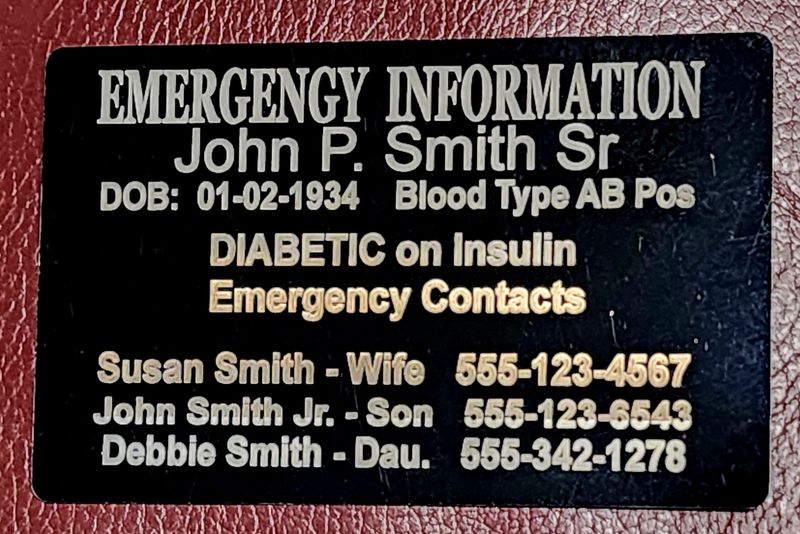 EMERGENGY INFORMATION
John P. Smith Sr
DOB: 01-02-1934 Blood Type AB Pos
DIABETIC on Insulin
Emergency Contacts
Susan Smith - Wife 555-123-4567
John Smith Jr. - Son 555-123-6543
Debbie Smith - Dau. 555-342-1278